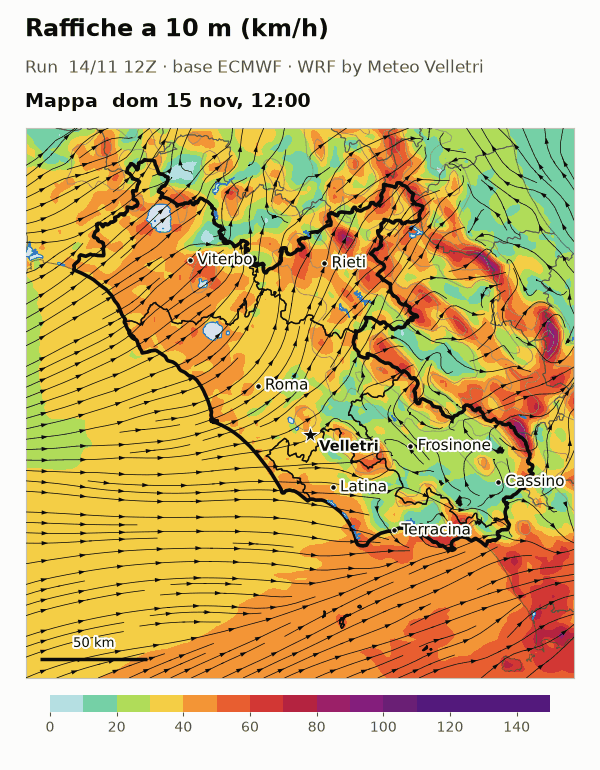 Raffiche a 10 m (km/h)
Run  14/11 12Z · base ECMWF · WRF by Meteo Velletri
Mappa  dom 15 nov, 12:00
Viterbo
Rieti
Roma
Velletri
Frosinone
Cassino
Latina
Terracina
50 km
0 20 40 60 80 100 120 140